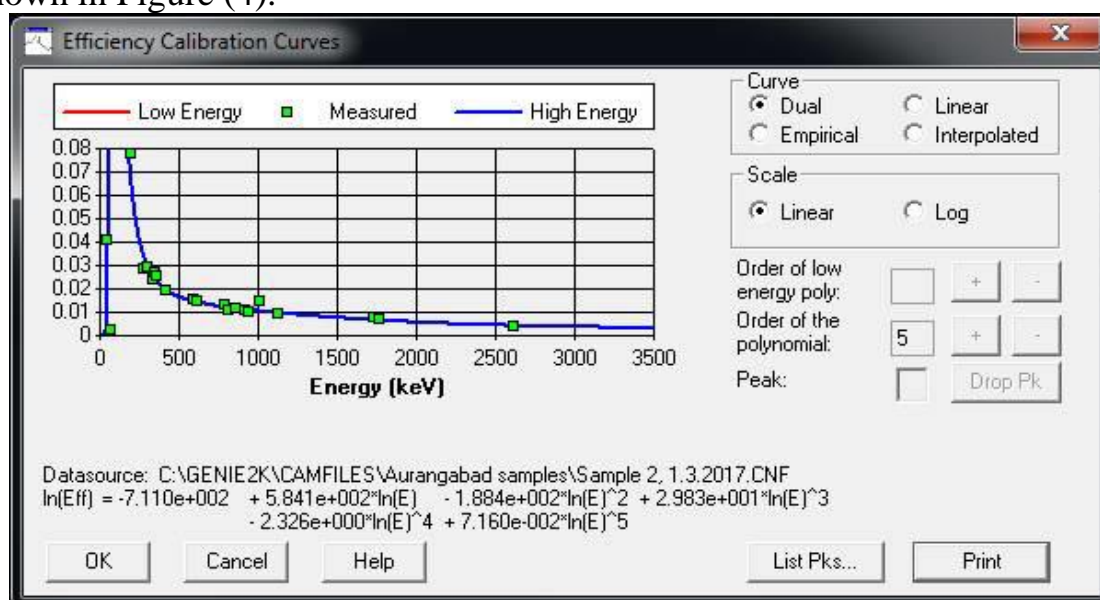 nown in Figure (4).
Efficiency Calibration Curves
Low Energy Measured High Energy
0.08
0.07
0.06
0.05
0.04
0.03
0.02
0.01
0
0 500 1000 1500 2000 2500 3000 3500
Energy (keV)
Curve
Dual Linear
Empirical Interpolated
Scale
Linear Log
Order of low
energy poly: + -
Order of the
polynomial: 5 + -
Peak: Drop Pk
Datasource: C:\GENIE2K\CAMFILES\Aurangabad samples\Sample 2, 1.3.2017.CNF
ln(Eff) = -7.110e+002 + 5.841e+002*ln(E) - 1.884e+002*ln(E)^2 + 2.983e+001*ln(E)^3
- 2.326e+000*ln(E)^4 + 7.160e-002*ln(E)^5
OK Cancel Help List Pks... Print